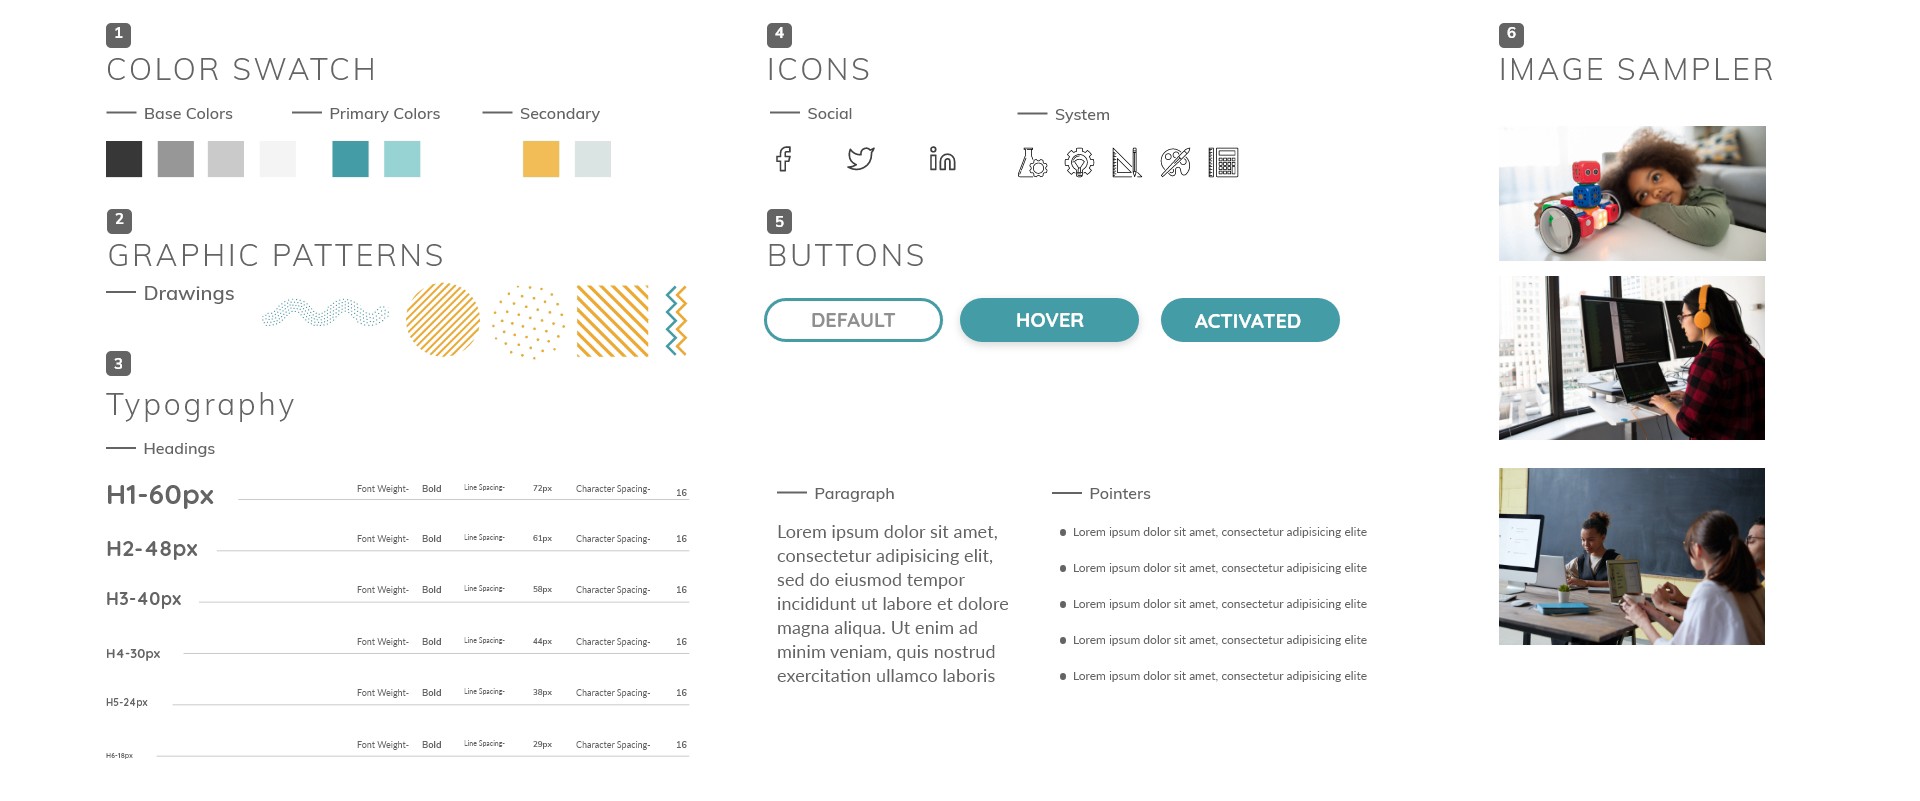 1
COLOR SWATCH
Base Colors
Primary Colors
Secondary
2
GRAPHIC PATTERNS
Drawings
3
Typography
Headings
H1-60px Font Weight- Bold Line Spacing- 72px Character Spacing- 16
H2-48px Font Weight- Bold Line Spacing- 61px Character Spacing- 16
H3-40px Font Weight- Bold Line Spacing- 58px Character Spacing- 16
H4-30px Font Weight- Bold Line Spacing- 44px Character Spacing- 16
H5-24px Font Weight- Bold Line Spacing- 38px Character Spacing- 16
H6-18px Font Weight- Bold Line Spacing- 29px Character Spacing- 16
4
ICONS
Social
System
5
BUTTONS
DEFAULT
HOVER
ACTIVATED
Paragraph
Lorem ipsum dolor sit amet,
consectetur adipisicing elit,
sed do eiusmod tempor
incididunt ut labore et dolore
magna aliqua. Ut enim ad
minim veniam, quis nostrud
exercitation ullamco laboris
Pointers
Lorem ipsum dolor sit amet, consectetur adipisicing elite
Lorem ipsum dolor sit amet, consectetur adipisicing elite
Lorem ipsum dolor sit amet, consectetur adipisicing elite
Lorem ipsum dolor sit amet, consectetur adipisicing elite
Lorem ipsum dolor sit amet, consectetur adipisicing elite
6
IMAGE SAMPLER